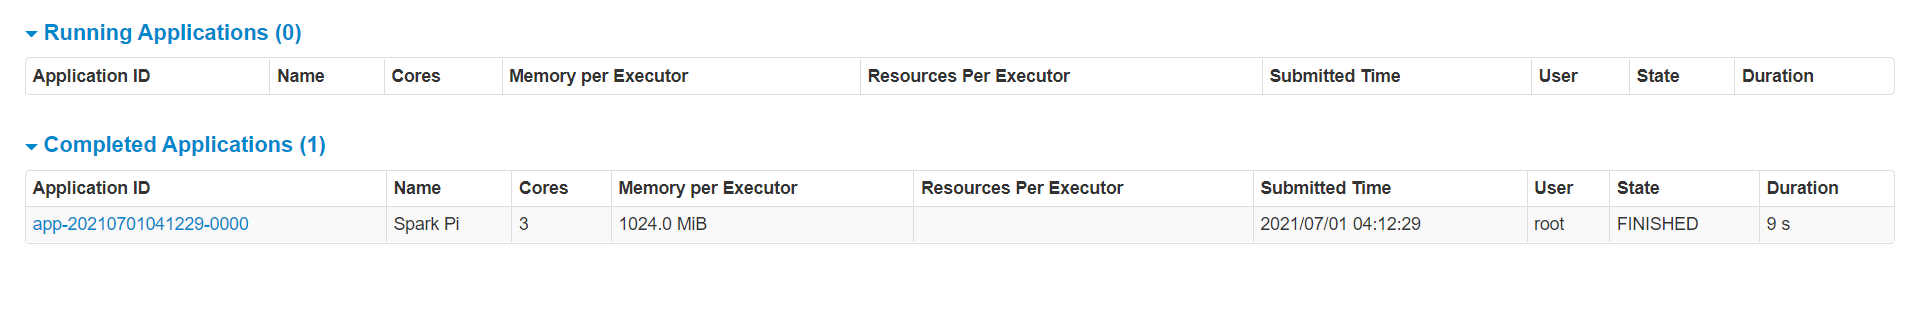 Running Applications (0)
Application ID Name Cores Memory per Executor Resources Per Executor Submitted Time User State Duration
Completed Applications (1)
Application ID Name Cores Memory per Executor Resources Per Executor Submitted Time User State Duration
app-20210701041229-0000 Spark Pi 3 1024.0 MiB 2021/07/01 04:12:29 root FINISHED 9 s